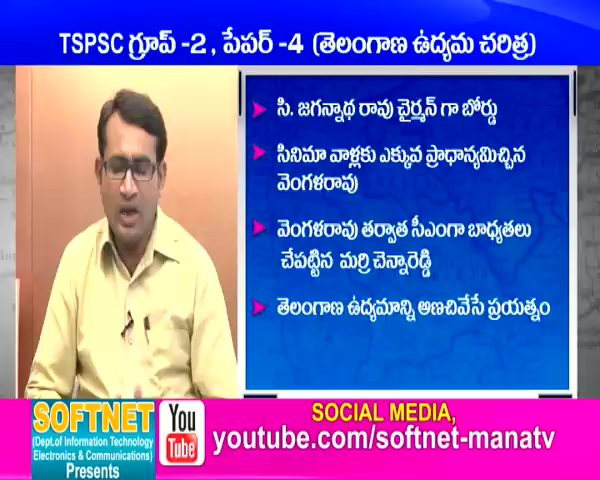 TSPSC గ్రూప్ -2 , పేపర్ -4 (తెలంగాణ ఉద్యమ చరిత్ర)
సి. జగన్నాథ రావు చైర్మన్ గా బోర్డు
సినిమా వాళ్లకు ఎక్కువ ప్రాధాన్యమిచ్చిన
వెంగళరావు
వెంగళరావు తర్వాత సీఎంగా బాధ్యతలు
చేపట్టిన మర్రి చెన్నారెడ్డి
తెలంగాణ ఉద్యమాన్ని అణచివేసే ప్రయత్నం
SOFTNET
(Dept.of Information Technology
Electronics & Communications)
Presents
You
Tube
SOCIAL MEDIA,
youtube.com/softnet-manatv